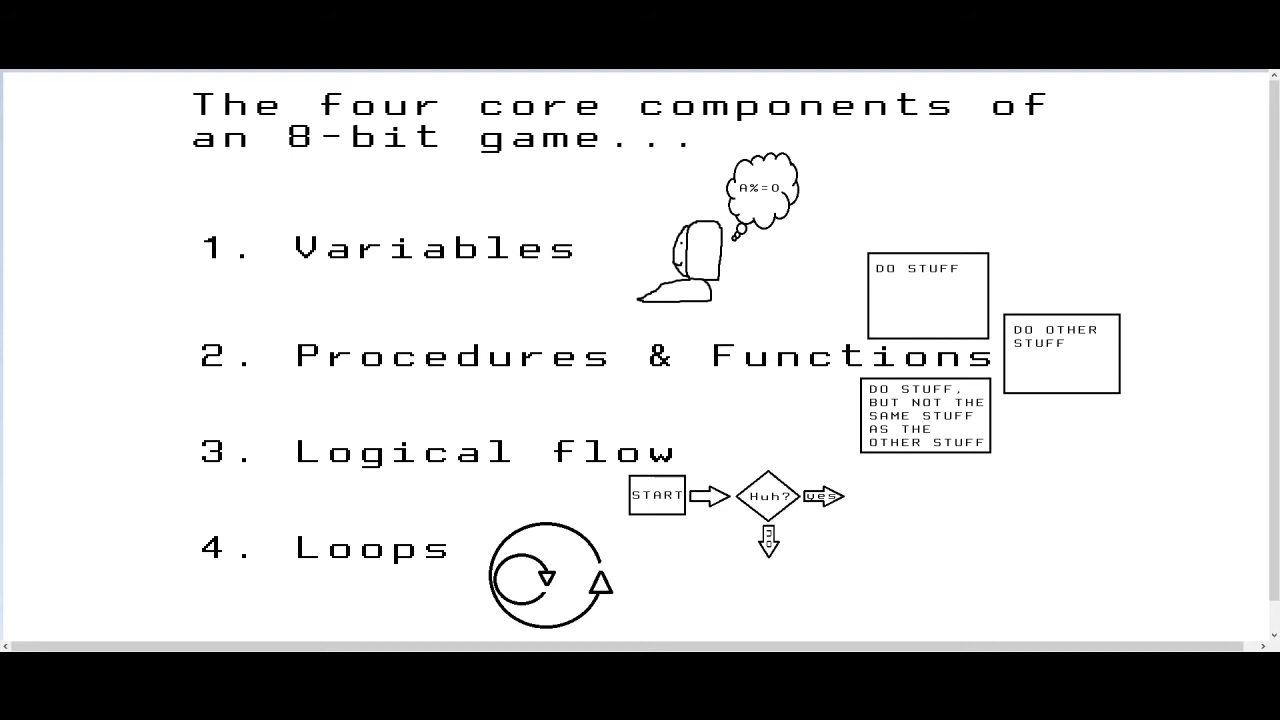 The four core components of
an 8-bit game...
A%=0
1. Variables
DO STUFF
DO OTHER
STUFF
2. Procedures & Functions
DO STUFF,
BUT NOT THE
SAME STUFF
AS THE
OTHER STUFF
3. Logical flow
START
Huh?
yes
no
4. Loops